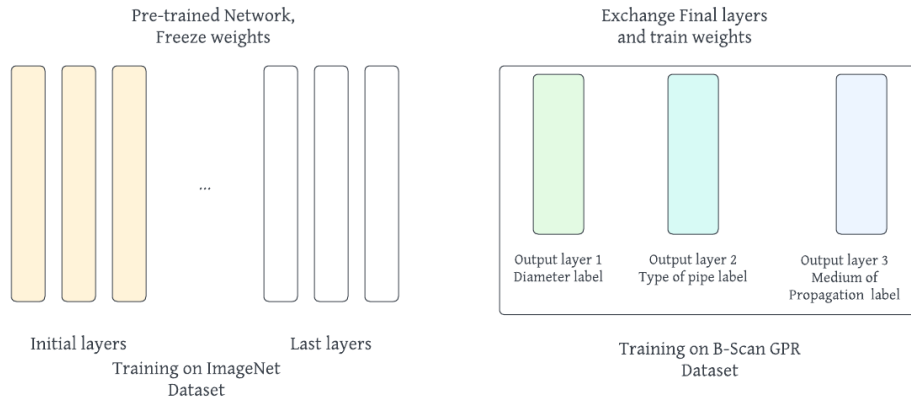 Pre-trained Network,
Freeze weights
...
Initial layers
Last layers
Training on ImageNet
Dataset
Exchange Final layers
and train weights
Output layer 1
Diameter label
Output layer 2
Type of pipe label
Output layer 3
Medium of
Propagation label
Training on B-Scan GPR
Dataset